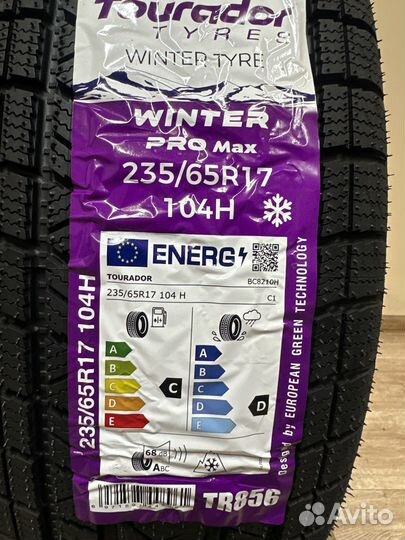 Tourador
TYRES
WINTER TYRE
WINTER
PRO Max
235/65R17
104H
235/65R17 104H
ENERG
TOURADOR
BC8210H
235/65R17 104 H
C1
A
B
C
D
E
C
A
B
C
D
E
D
68 dB
ABC
Designed by EUROPEAN GREEN TECHNOLOGY
TR856
Avito